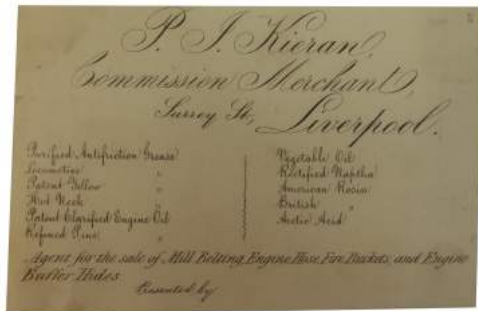 P. J. Kieran,
Commission Merchant,
Surrey St,
Liverpool.
Purified Antifriction Grease
Locomotive "
Patent Yellow "
Hot Neck "
Patent Clarified Engine Oil
Refined Pine "
Vegetable Oil
Rectified Naptha
American Rosin
British "
Acetic Acid
Agent for the sale of Mill Belting, Engine Hose, Fire Buckets, and Engine
Buffer Hides
Presented by